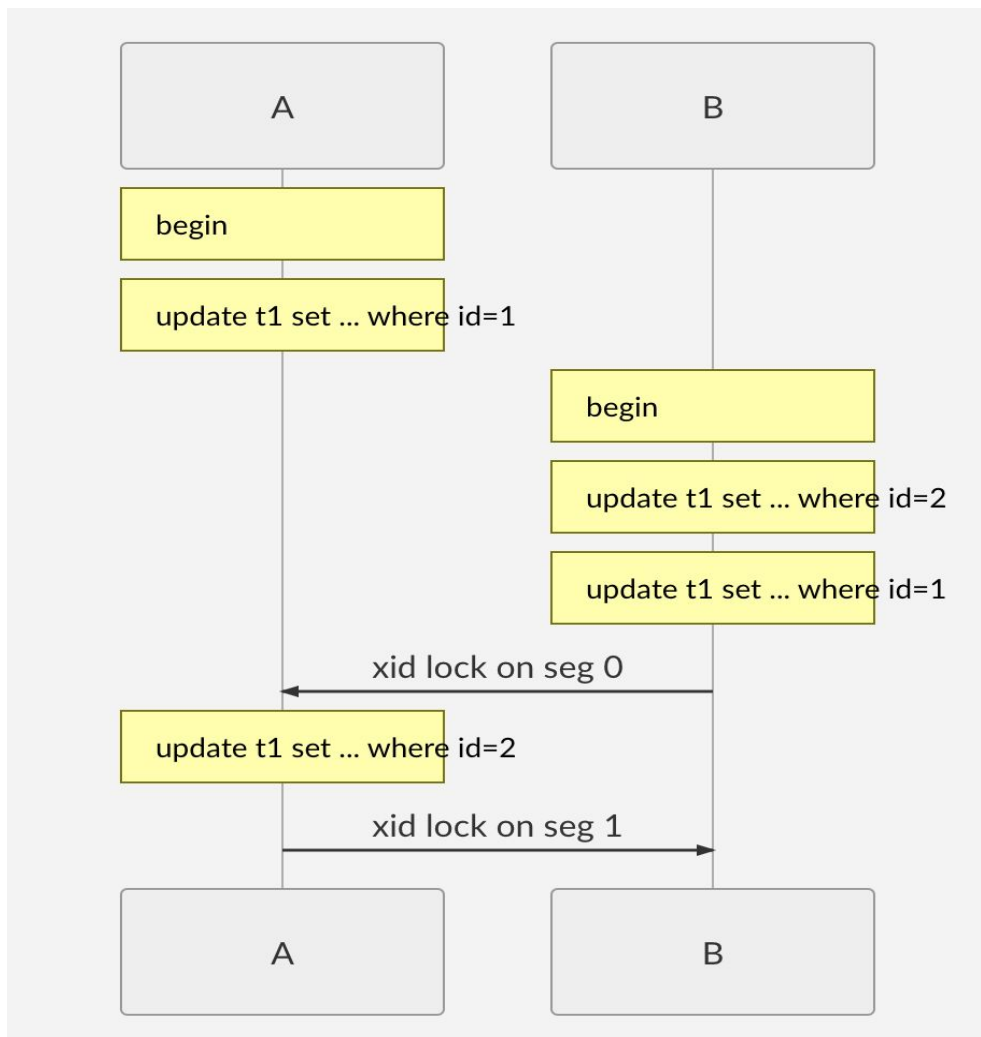 A
B
begin
update t1 set ... where id=1
begin
update t1 set ... where id=2
update t1 set ... where id=1
xid lock on seg 0
update t1 set ... where id=2
xid lock on seg 1
A
B